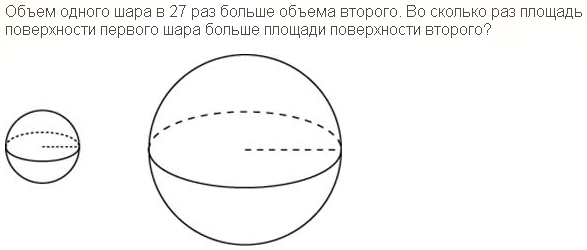 Объем одного шара в 27 раз больше объема второго. Во сколько раз площадь
поверхности первого шара больше площади поверхности второго?